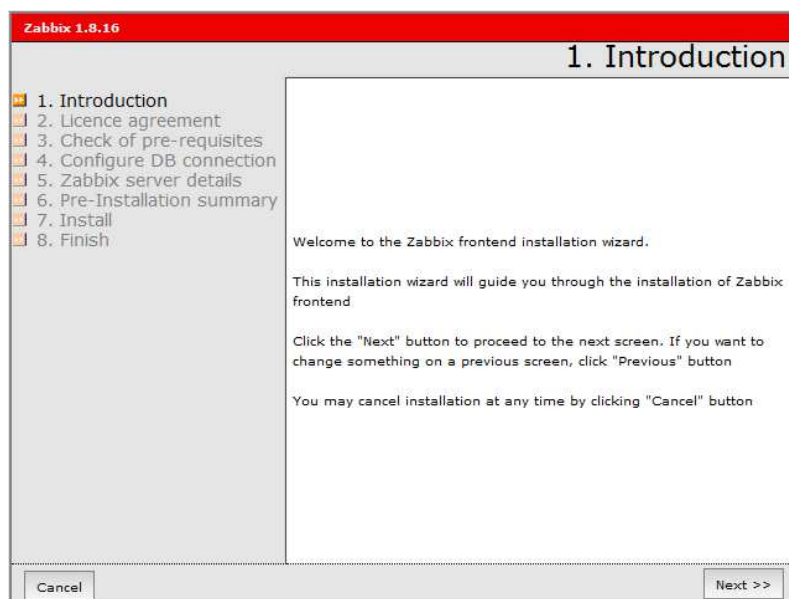 Zabbix 1.8.16
1. Introduction
1. Introduction
2. Licence agreement
3. Check of pre-requisites
4. Configure DB connection
5. Zabbix server details
6. Pre-Installation summary
7. Install
8. Finish
Welcome to the Zabbix frontend installation wizard.
This installation wizard will guide you through the installation of Zabbix
frontend
Click the "Next" button to proceed to the next screen. If you want to
change something on a previous screen, click "Previous" button
You may cancel installation at any time by clicking "Cancel" button
Cancel
Next >>